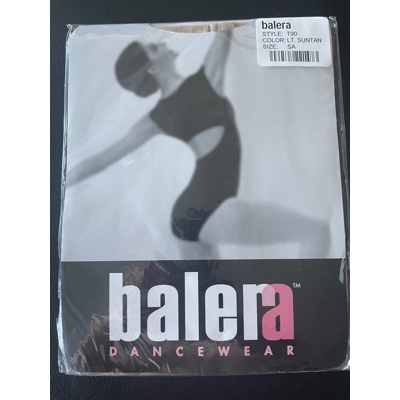 balera
STYLE: T90
COLOR: LT. SUNTAN
SIZE: SA
balera™
DANCEWEAR